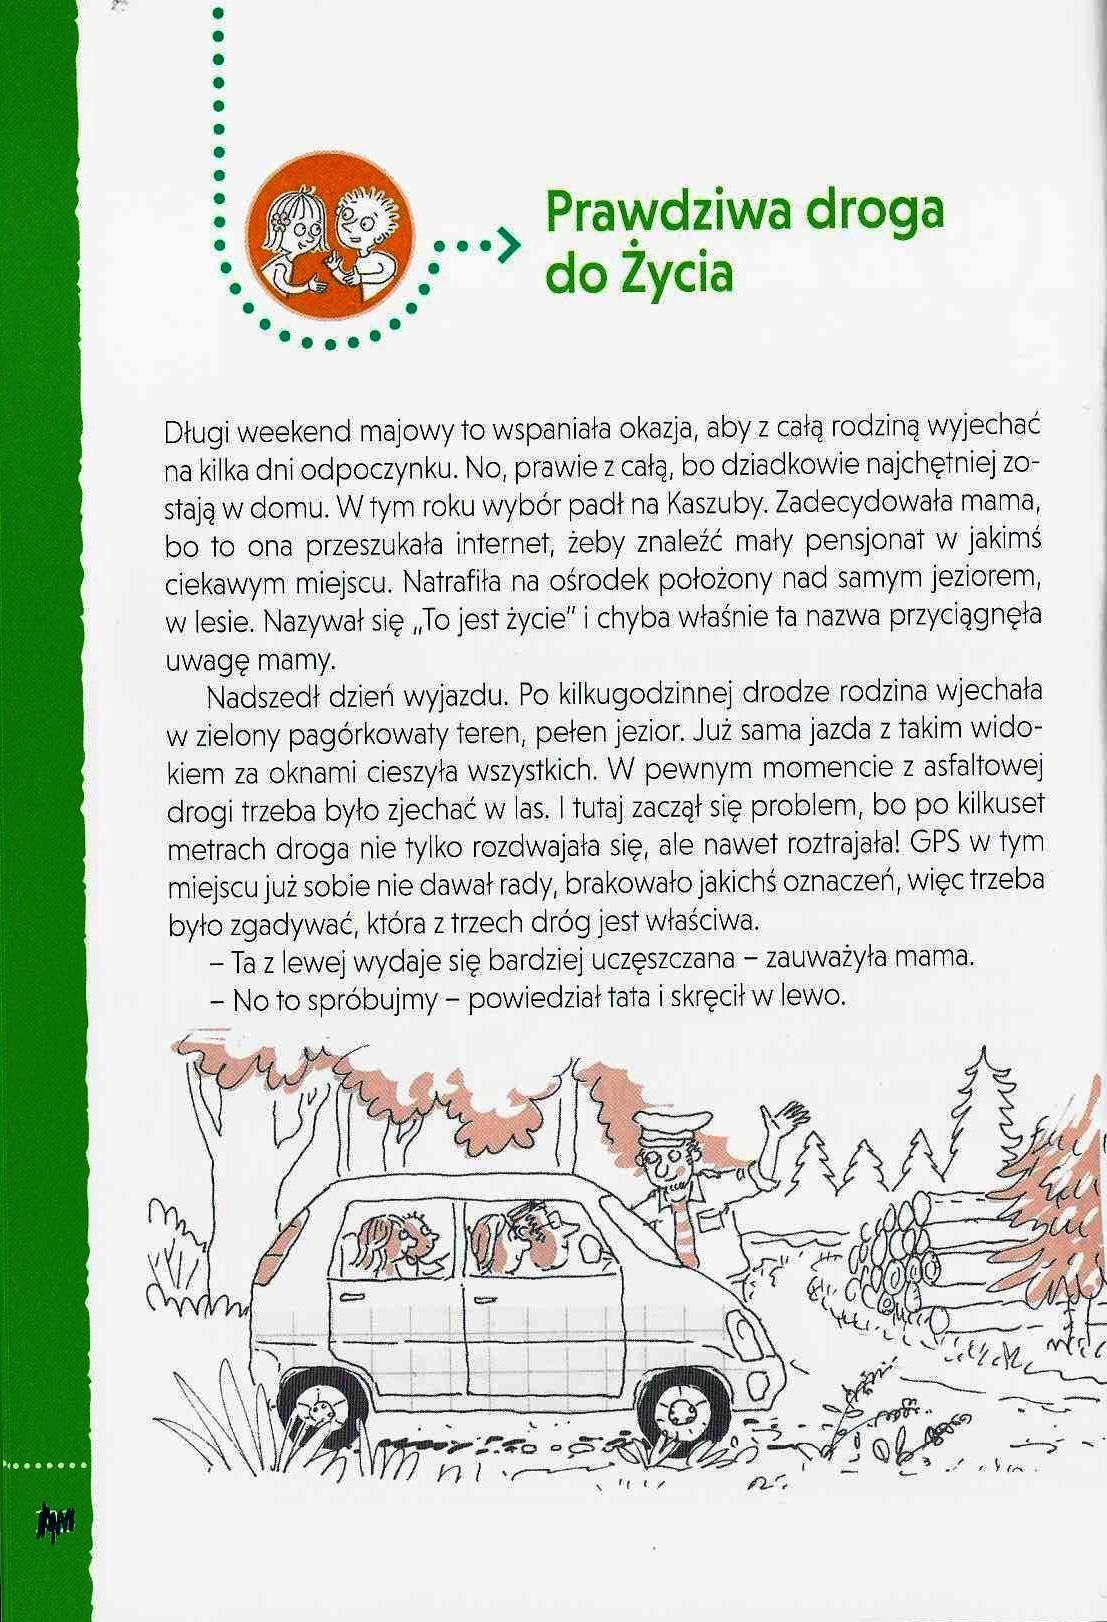 Prawdziwa droga
do Życia
Długi weekend majowy to wspaniała okazja, aby z całą rodziną wyjechać
na kilka dni odpoczynku. No, prawie z całą, bo dziadkowie najchętniej zo-
stają w domu. W tym roku wybór padł na Kaszuby. Zadecydowała mama,
bo to ona przeszukała internet, żeby znaleźć mały pensjonat w jakimś
ciekawym miejscu. Natrafiła na ośrodek położony nad samym jeziorem,
w lesie. Nazywał się „To jest życie" i chyba właśnie ta nazwa przyciągnęła
uwagę mamy.
Nadszedł dzień wyjazdu. Po kilkugodzinnej drodze rodzina wjechała
w zielony pagórkowaty teren, pełen jezior. Już sama jazda z takim wido-
kiem za oknami cieszyła wszystkich. W pewnym momencie z asfaltowej
drogi trzeba było zjechać w las. I tutaj zaczął się problem, bo po kilkuset
metrach droga nie tylko rozdwajała się, ale nawet roztrajała! GPS w tym
miejscu już sobie nie dawał rady, brakowało jakichś oznaczeń, więc trzeba
było zgadywać, która z trzech dróg jest właściwa.
– Ta z lewej wydaje się bardziej uczęszczana – zauważyła mama.
– No to spróbujmy – powiedział tata i skręcił w lewo.